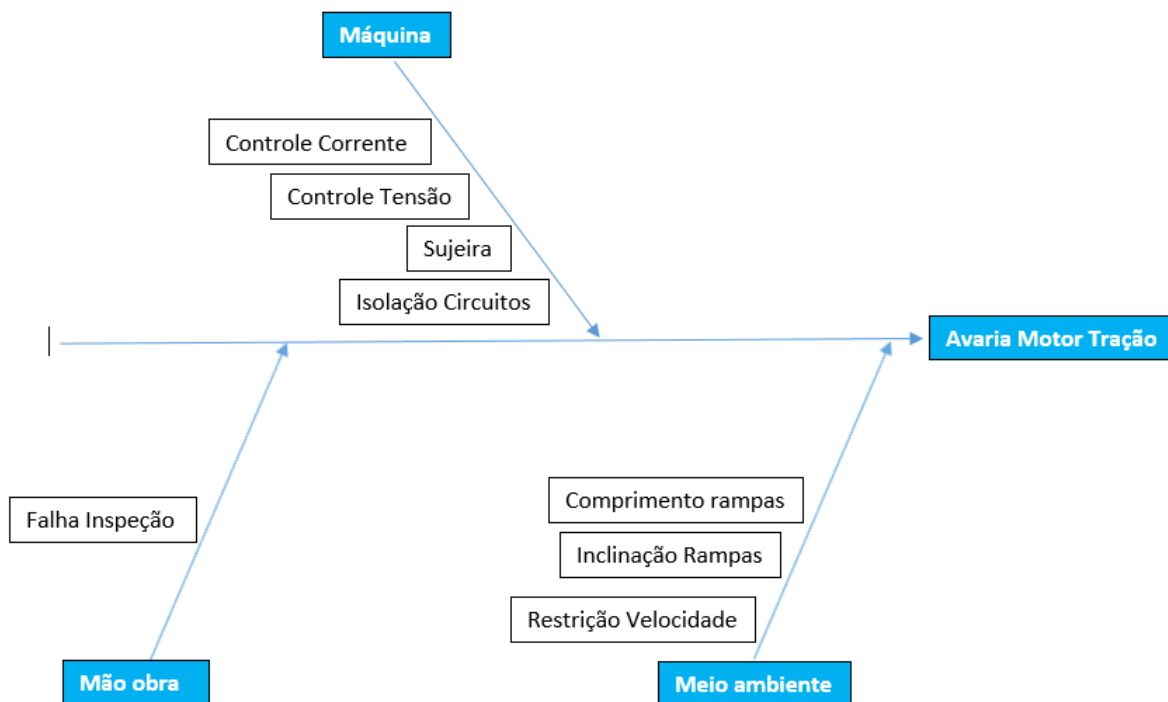 Máquina
Controle Corrente
Controle Tensão
Sujeira
Isolação Circuitos
Avaria Motor Tração
Comprimento rampas
Falha Inspeção
Inclinação Rampas
Restrição Velocidade
Mão obra
Meio ambiente